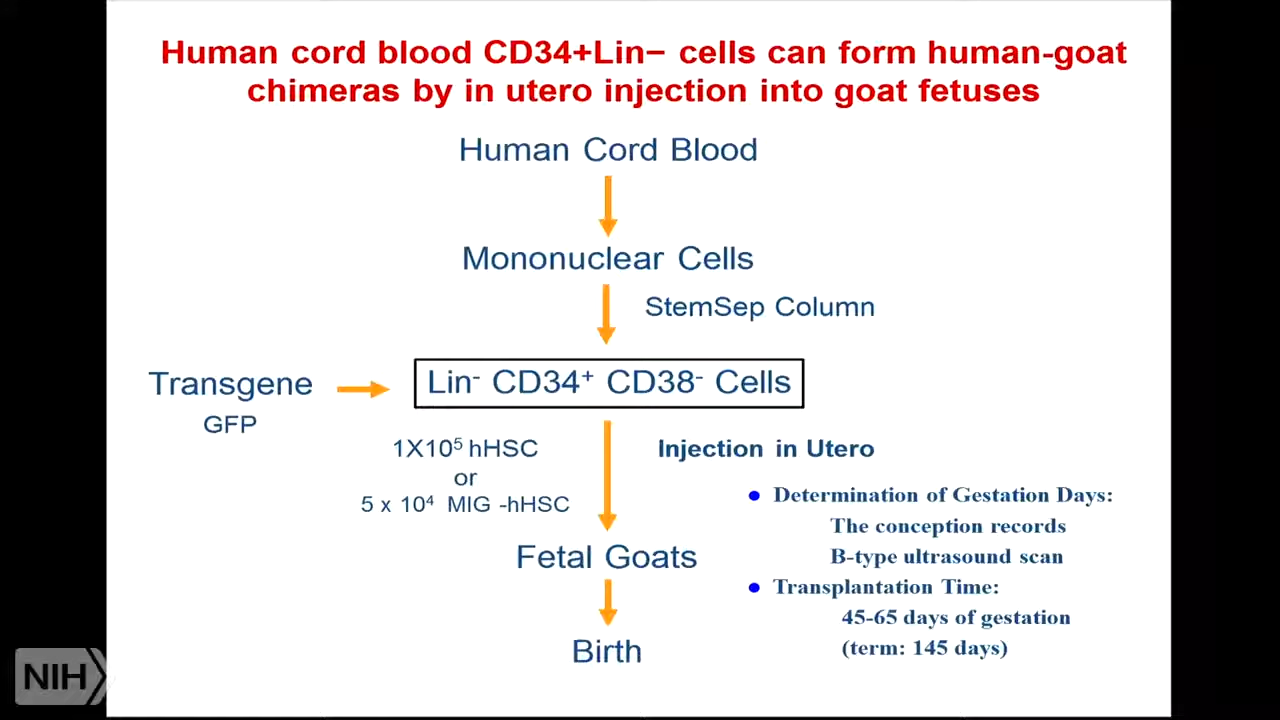 Human cord blood CD34+Lin− cells can form human-goat
chimeras by in utero injection into goat fetuses
Human Cord Blood
Mononuclear Cells
StemSep Column
Transgene
GFP
Lin⁻ CD34⁺ CD38⁻ Cells
1X10⁵ hHSC
or
5 x 10⁴ MIG -hHSC
Injection in Utero
● Determination of Gestation Days:
The conception records
B-type ultrasound scan
● Transplantation Time:
45-65 days of gestation
(term: 145 days)
Fetal Goats
Birth
NIH